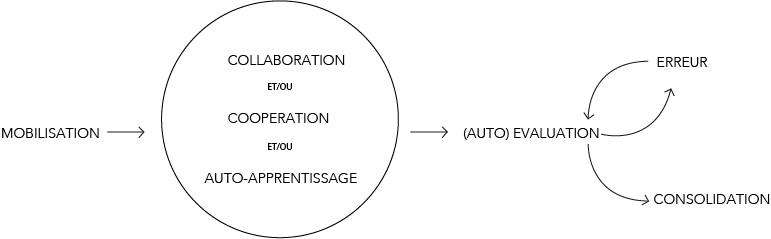 MOBILISATION
COLLABORATION
ET/OU
COOPERATION
ET/OU
AUTO-APPRENTISSAGE
(AUTO) EVALUATION
ERREUR
CONSOLIDATION